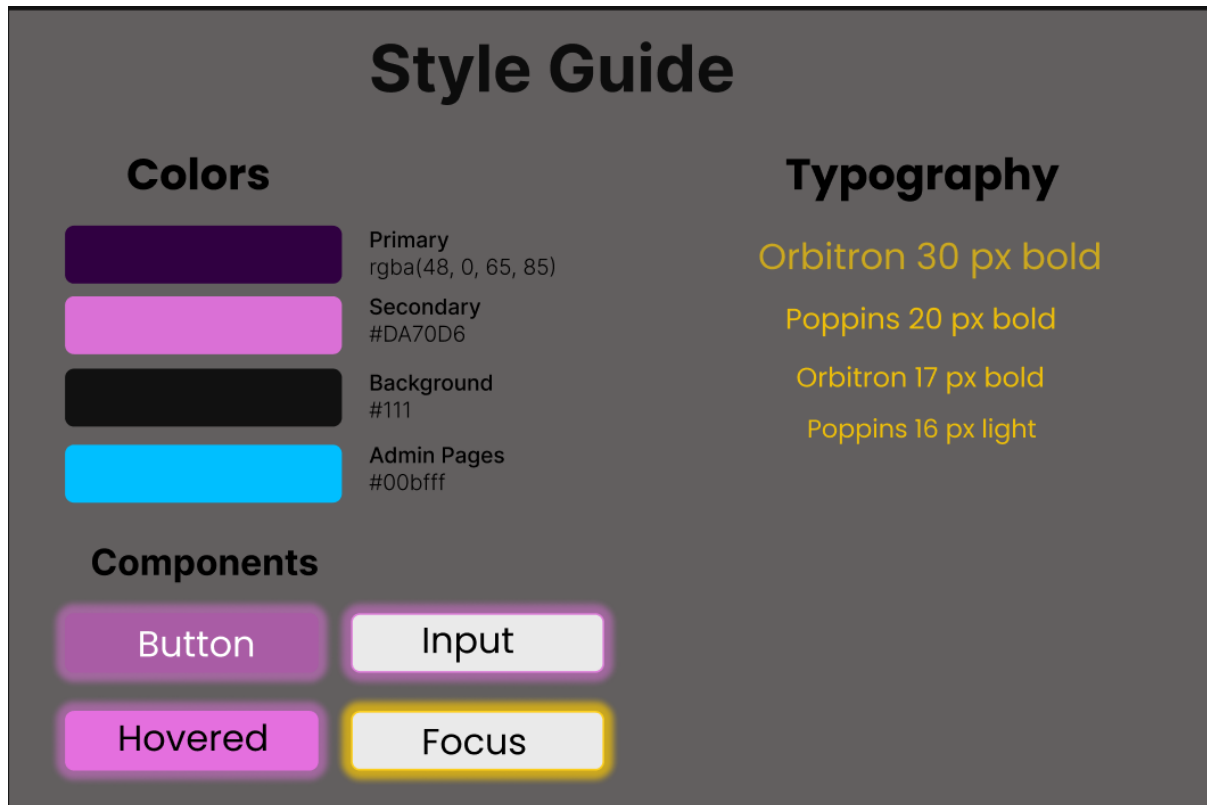 Style Guide
Colors
Primary
rgba(48, 0, 65, 85)
Secondary
#DA70D6
Background
#111
Admin Pages
#00bfff
Typography
Orbitron 30 px bold
Poppins 20 px bold
Orbitron 17 px bold
Poppins 16 px light
Components
Button
Input
Hovered
Focus